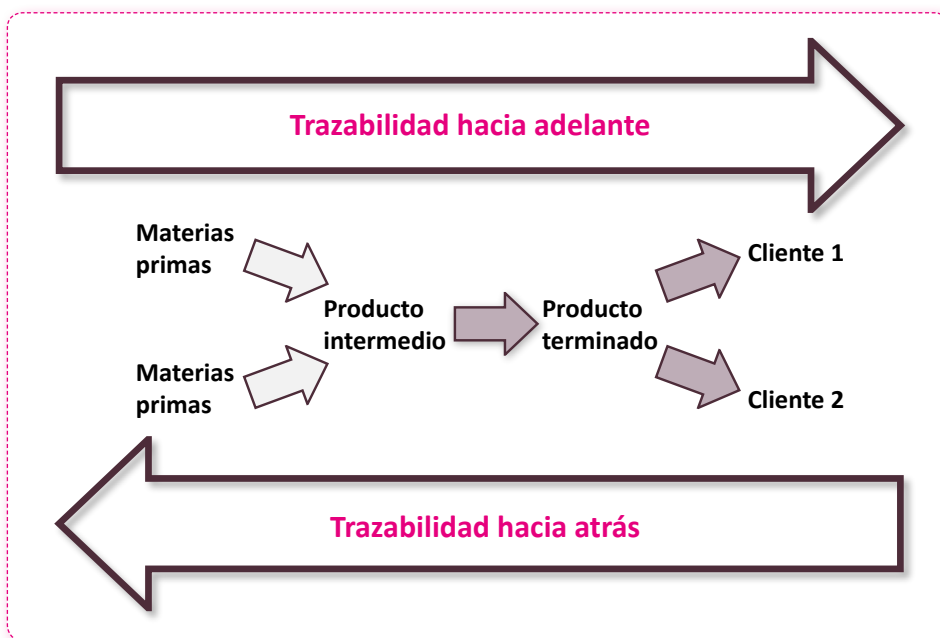 Trazabilidad hacia adelante
Materias
primas
Cliente 1
Producto
intermedio
Producto
terminado
Materias
primas
Cliente 2
Trazabilidad hacia atrás